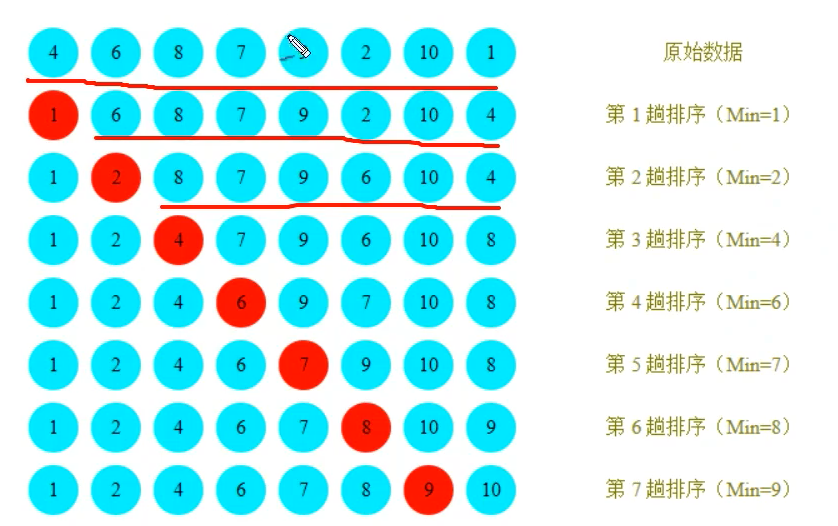 4 6 8 7 2 10 1 原始数据
1 6 8 7 9 2 10 4 第 1 趟排序（Min=1）
1 2 8 7 9 6 10 4 第 2 趟排序（Min=2）
1 2 4 7 9 6 10 8 第 3 趟排序（Min=4）
1 2 4 6 9 7 10 8 第 4 趟排序（Min=6）
1 2 4 6 7 9 10 8 第 5 趟排序（Min=7）
1 2 4 6 7 8 10 9 第 6 趟排序（Min=8）
1 2 4 6 7 8 9 10 第 7 趟排序（Min=9）